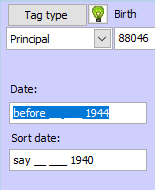 Tag type Birth
Principal 88046
Date:
before __ ___ 1944
Sort date:
say __ ___ 1940